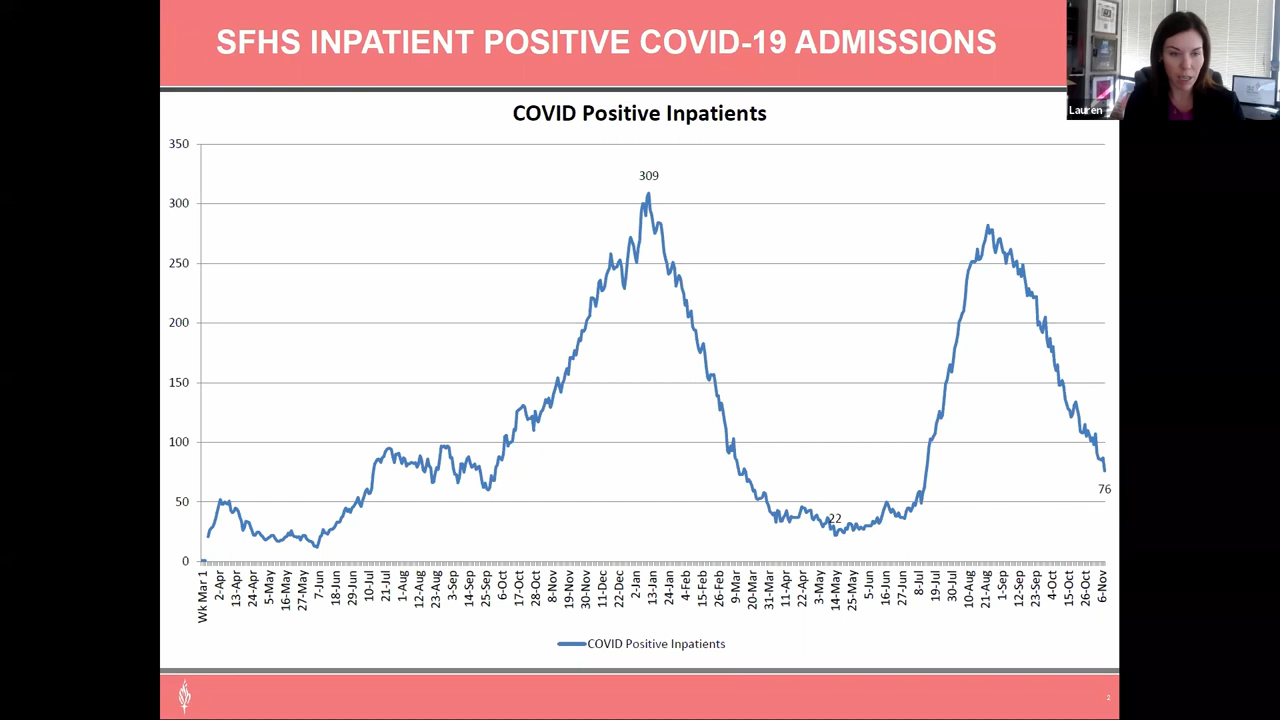 SFHS INPATIENT POSITIVE COVID-19 ADMISSIONS
Lauren
COVID Positive Inpatients
350
309
300
250
200
150
100
76
50
22
0
Wk Mar 1
2-Apr
13-Apr
24-Apr
5-May
16-May
27-May
7-Jun
18-Jun
29-Jun
10-Jul
21-Jul
1-Aug
12-Aug
23-Aug
3-Sep
14-Sep
25-Sep
6-Oct
17-Oct
28-Oct
8-Nov
19-Nov
30-Nov
11-Dec
22-Dec
2-Jan
13-Jan
24-Jan
4-Feb
15-Feb
26-Feb
9-Mar
20-Mar
31-Mar
11-Apr
22-Apr
3-May
14-May
25-May
5-Jun
16-Jun
27-Jun
8-Jul
19-Jul
30-Jul
10-Aug
21-Aug
1-Sep
12-Sep
23-Sep
4-Oct
15-Oct
26-Oct
6-Nov
COVID Positive Inpatients
2